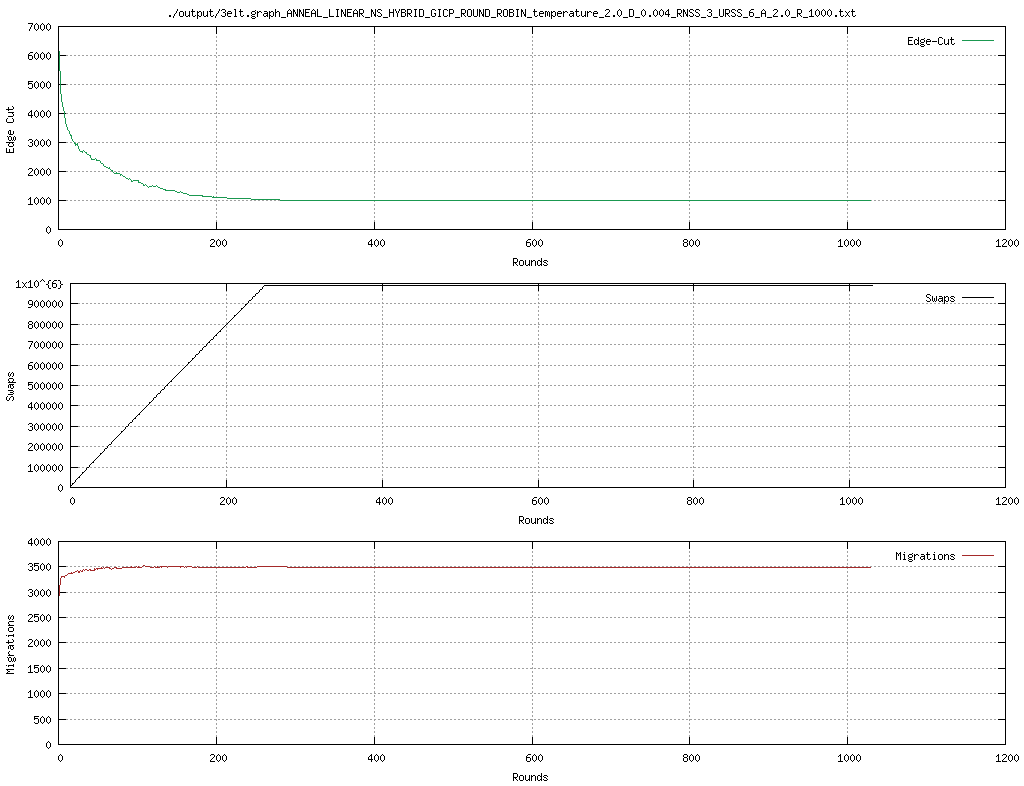 ./output/3elt.graph_ANNEAL_LINEAR_NS_HYBRID_GICP_ROUND_ROBIN_temperature_2.0_D_0.004_RNSS_3_URSS_6_A_2.0_R_1000.txt
7000
6000
5000
4000
3000
2000
1000
0
Edge Cut
Edge-Cut
0 200 400 600 800 1000 1200
Rounds
1x10^{6}
900000
800000
700000
600000
500000
400000
300000
200000
100000
0
Swaps
Swaps
0 200 400 600 800 1000 1200
Rounds
4000
3500
3000
2500
2000
1500
1000
500
0
Migrations
Migrations
0 200 400 600 800 1000 1200
Rounds